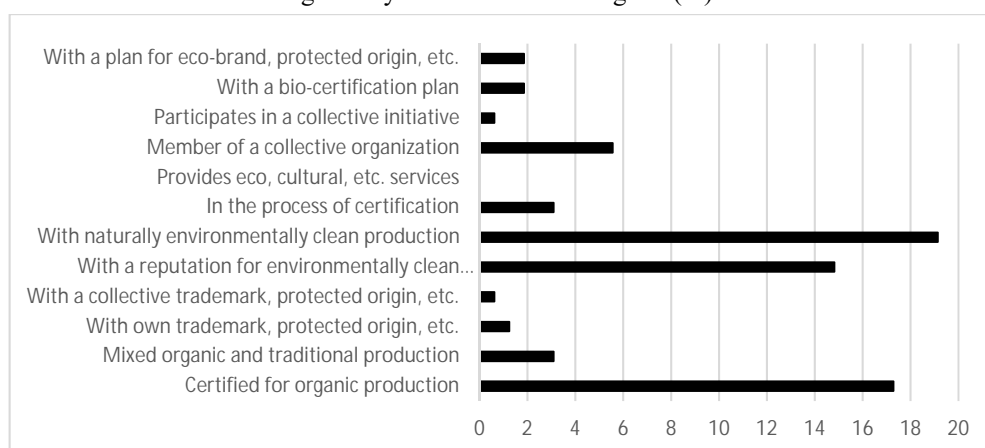 With a plan for eco-brand, protected origin, etc.
With a bio-certification plan
Participates in a collective initiative
Member of a collective organization
Provides eco, cultural, etc. services
In the process of certification
With naturally environmentally clean production
With a reputation for environmentally clean...
With a collective trademark, protected origin, etc.
With own trademark, protected origin, etc.
Mixed organic and traditional production
Certified for organic production
0 2 4 6 8 10 12 14 16 18 20